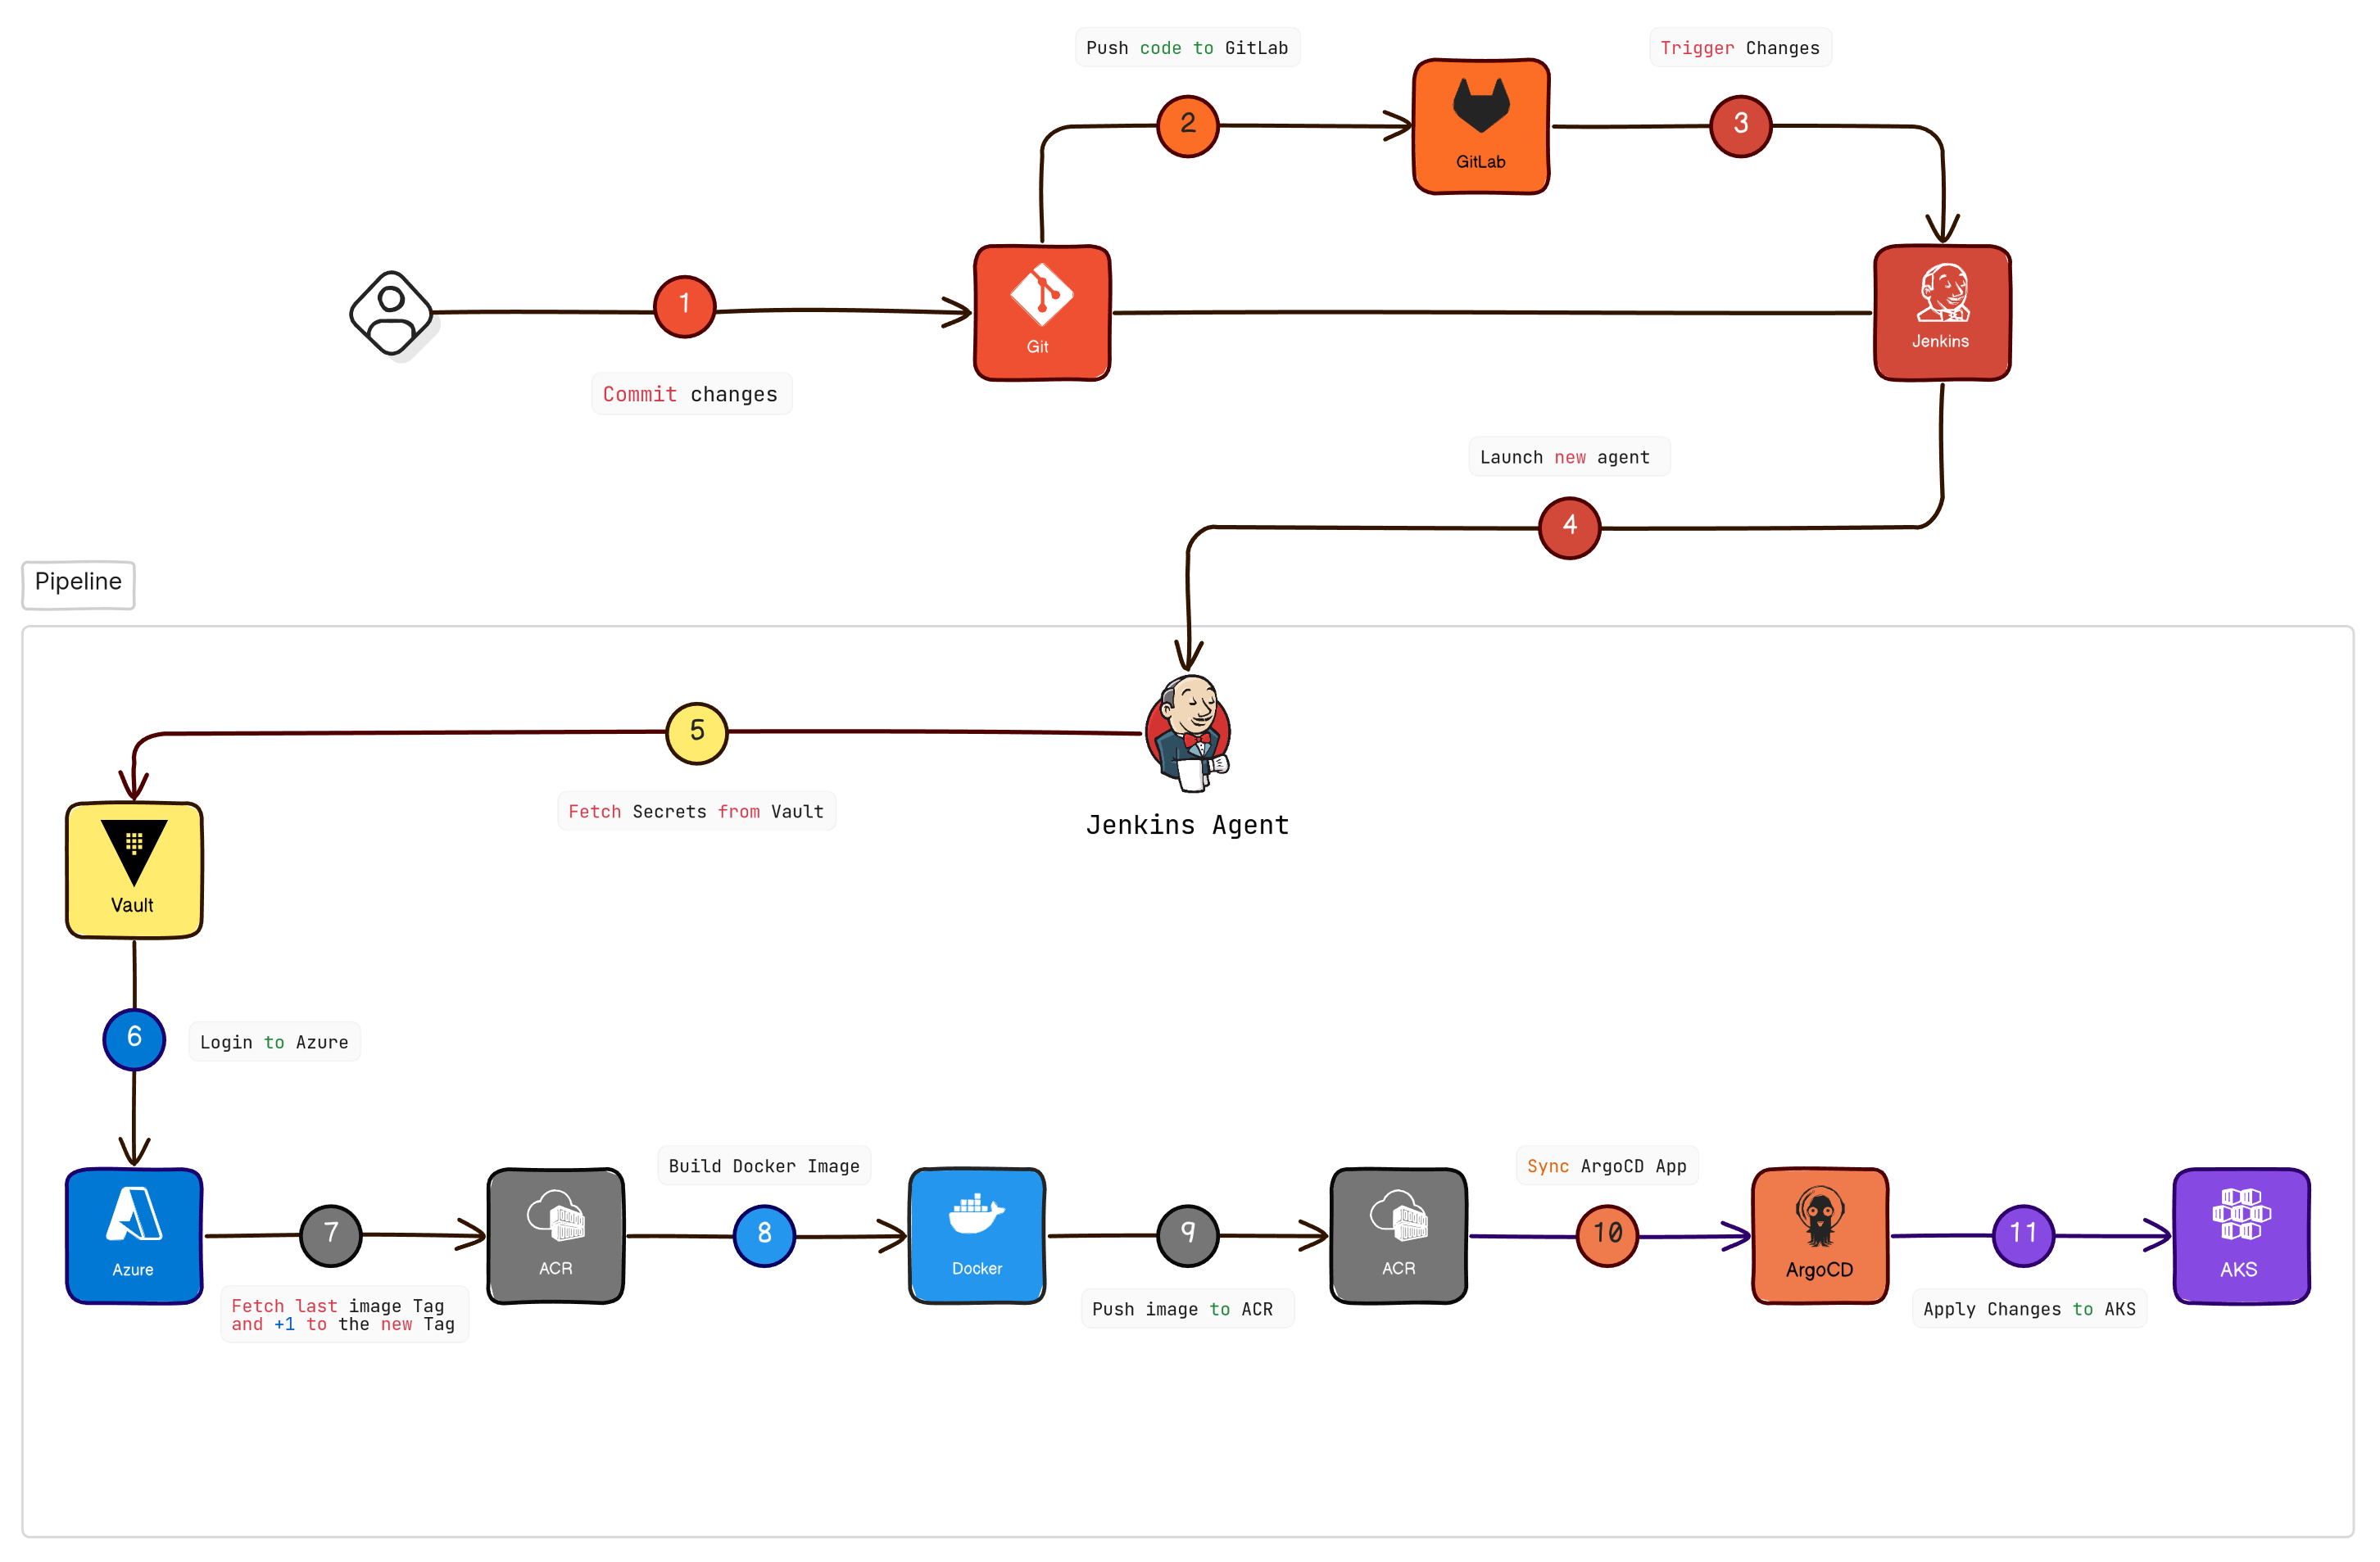 Push code to GitLab
Trigger Changes
2
3
GitLab
1
Git
Jenkins
Commit changes
Launch new agent
4
Pipeline
5
Fetch Secrets from Vault
Jenkins Agent
Vault
6
Login to Azure
Build Docker Image
Sync ArgoCD App
7
8
9
10
11
Azure
ACR
Docker
ACR
ArgoCD
AKS
Fetch last image Tag
and +1 to the new Tag
Push image to ACR
Apply Changes to AKS